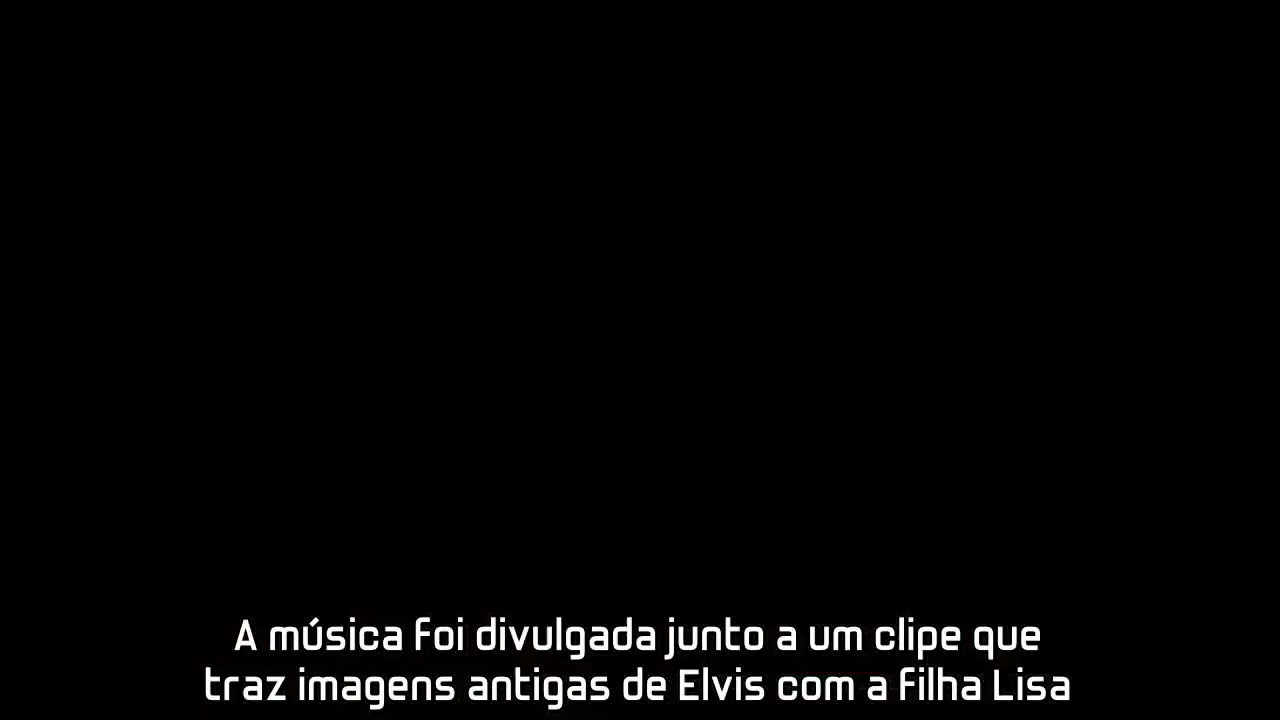 A música foi divulgada junto a um clipe que
traz imagens antigas de Elvis com a filha Lisa